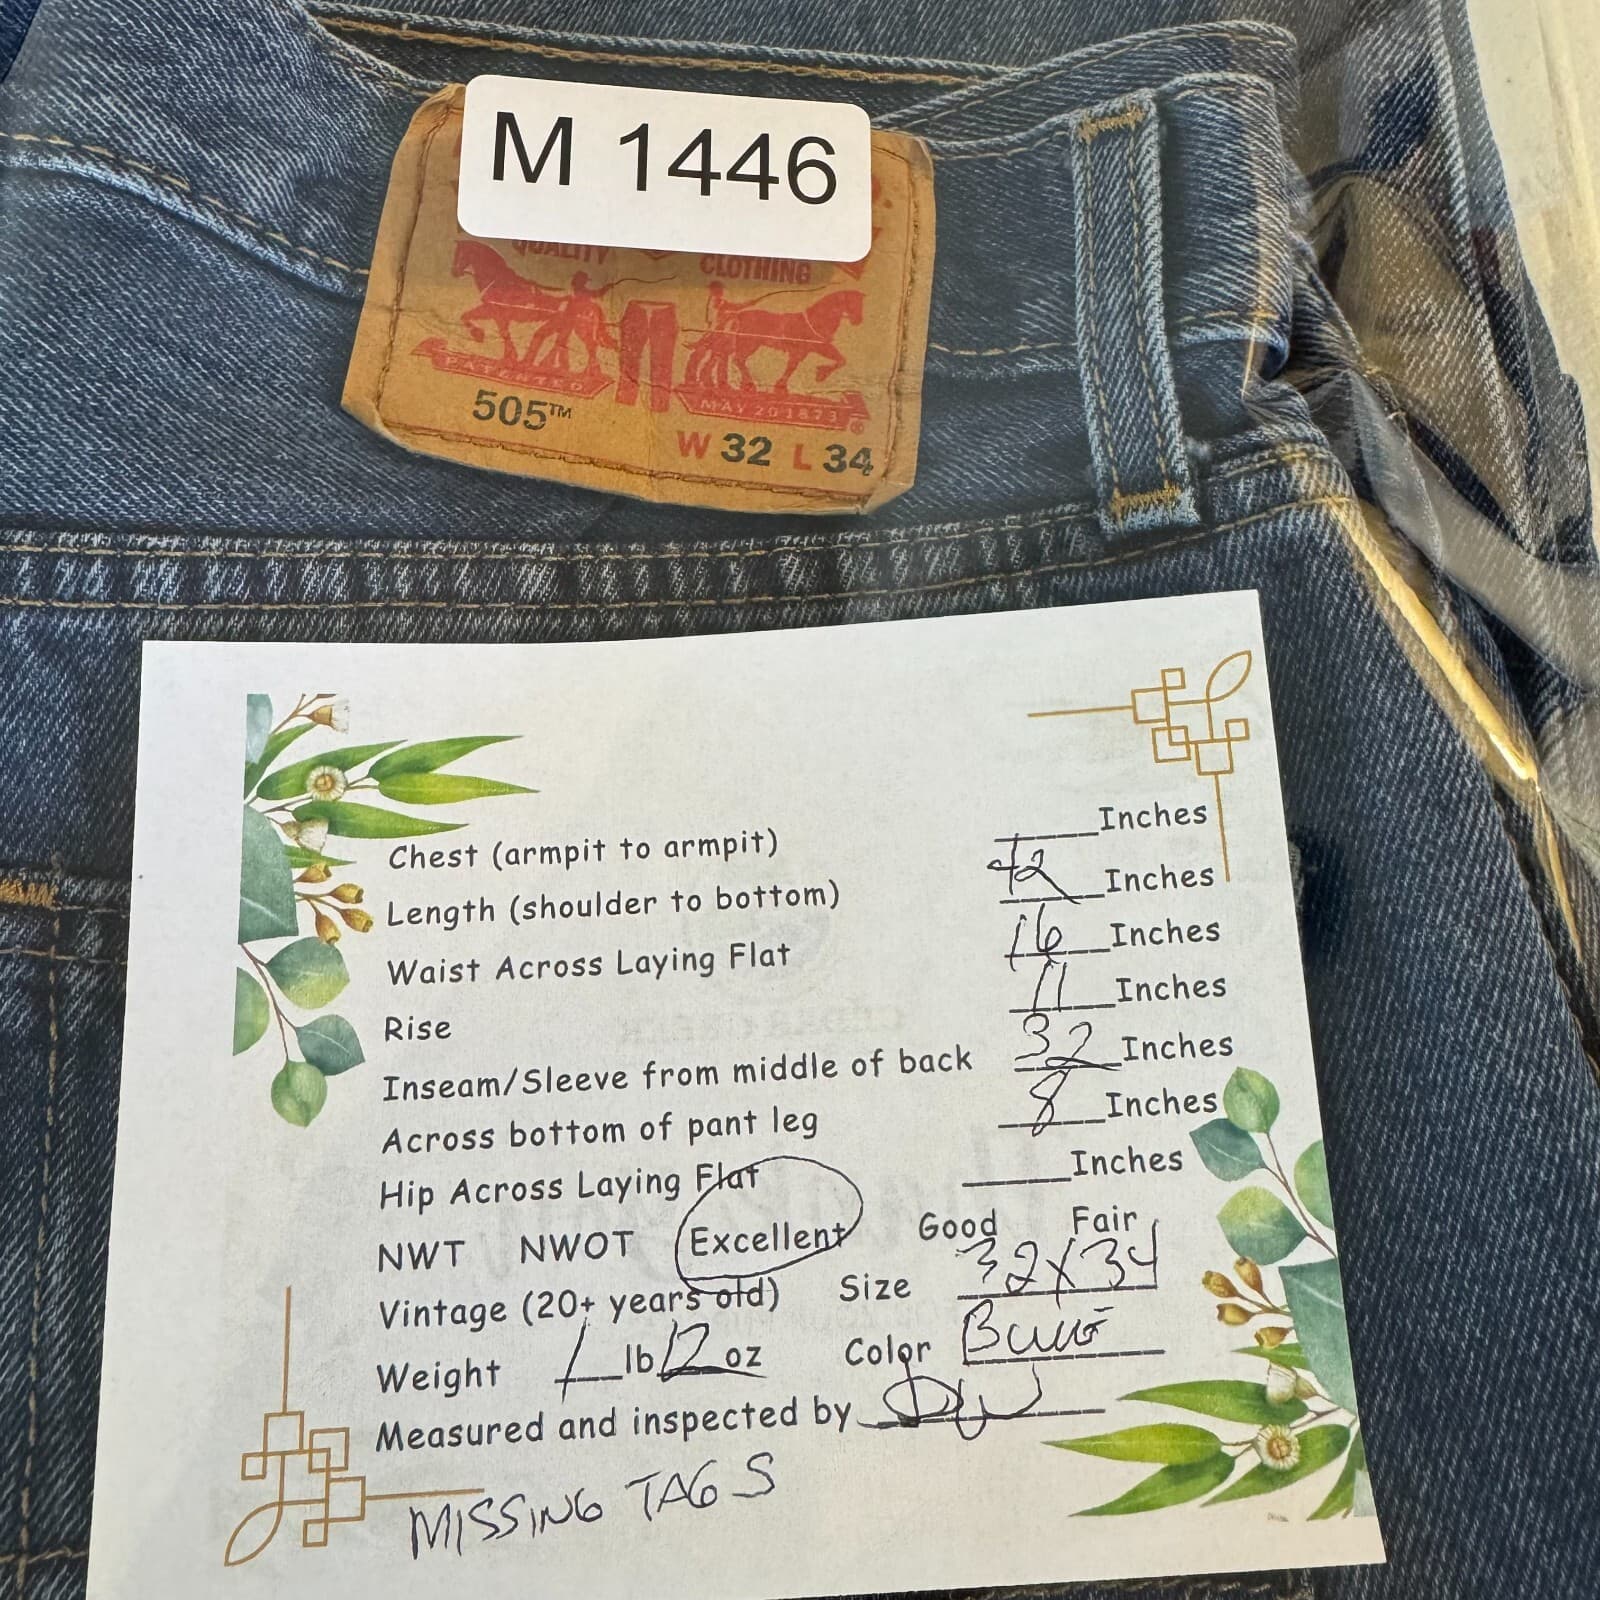 M 1446
QUALITY CLOTHING
PATENTED MAY 20 1873 ®
505™
W 32 L 34
Chest (armpit to armpit) ____Inches
Length (shoulder to bottom) 42 Inches
Waist Across Laying Flat 16 Inches
Rise 11 Inches
Inseam/Sleeve from middle of back 32 Inches
Across bottom of pant leg 8 Inches
Hip Across Laying Flat ____Inches
NWT NWOT Excellent Good Fair
Vintage (20+ years old) Size 32X34
Weight 1 lb 12 oz Color BLUE
Measured and inspected by DW
MISSING TAGS